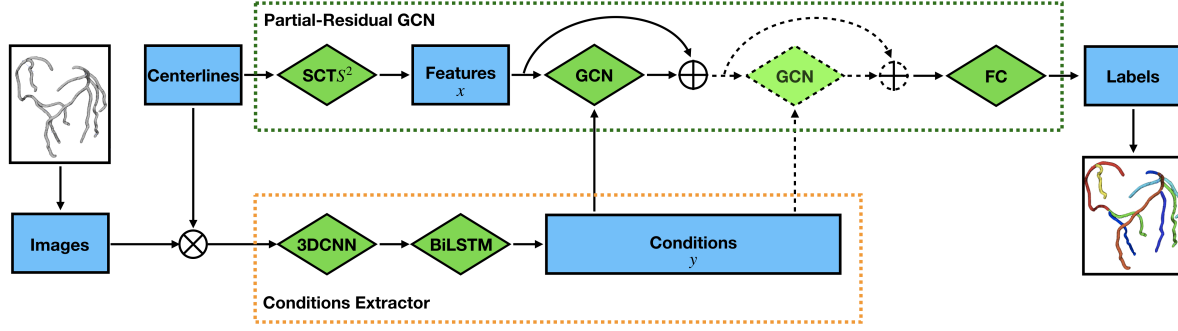 Partial-Residual GCN
Centerlines
SCTS²
Features
x
GCN
GCN
FC
Labels
Images
3DCNN
BiLSTM
Conditions
y
Conditions Extractor